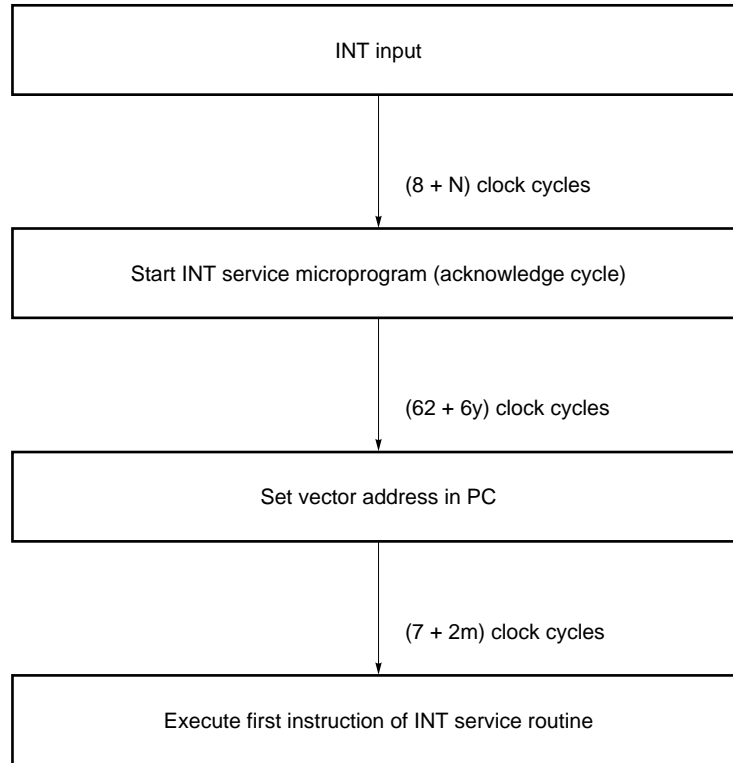 INT input
(8 + N) clock cycles
Start INT service microprogram (acknowledge cycle)
(62 + 6y) clock cycles
Set vector address in PC
(7 + 2m) clock cycles
Execute first instruction of INT service routine